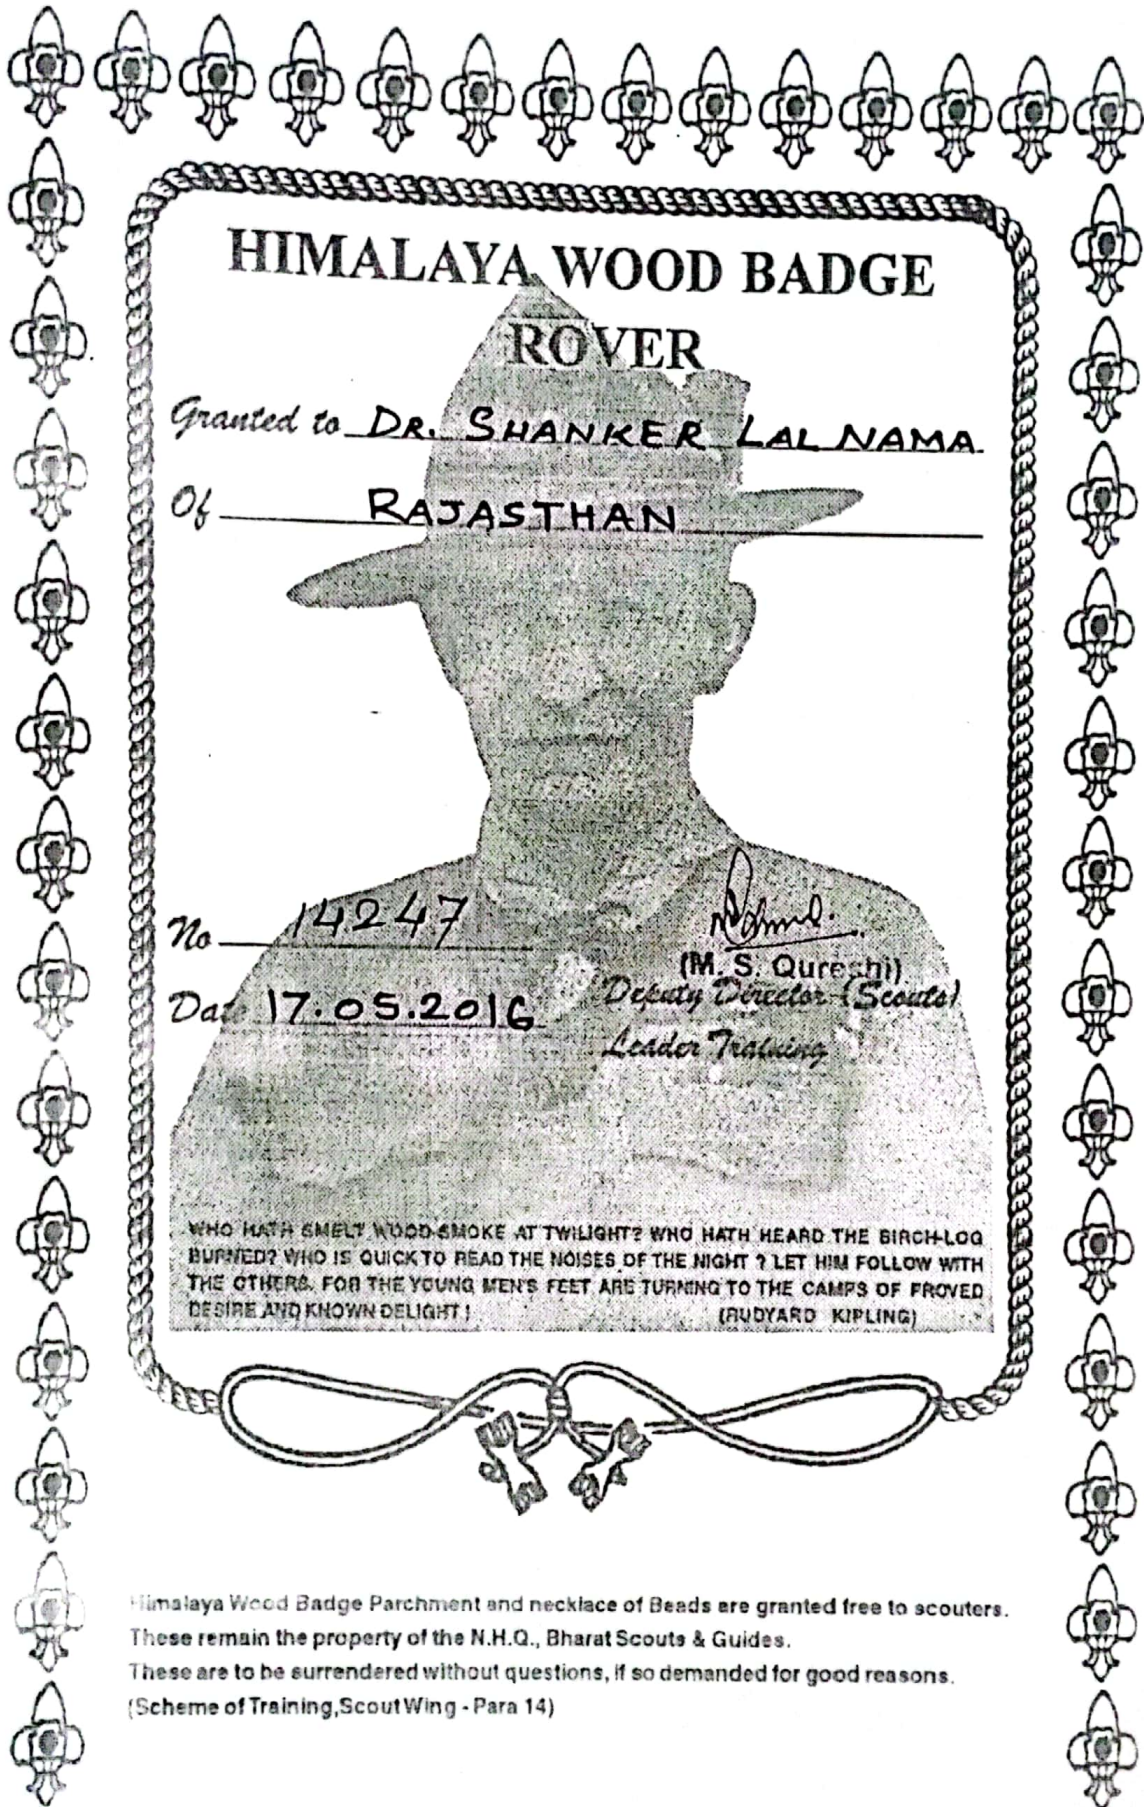 HIMALAYA WOOD BADGE
ROVER
Granted to DR. SHANKER LAL NAMA
Of RAJASTHAN
No 14247
(M. S. Qureshi)
Deputy Director (Scouts)
Date 17.05.2016
Leader Training
WHO HATH SMELT WOOD-SMOKE AT TWILIGHT? WHO HATH HEARD THE BIRCH-LOG
BURNED? WHO IS QUICK TO READ THE NOISES OF THE NIGHT ? LET HIM FOLLOW WITH
THE OTHERS. FOR THE YOUNG MEN'S FEET ARE TURNING TO THE CAMPS OF PROVED
DESIRE AND KNOWN DELIGHT ! (RUDYARD KIPLING)
Himalaya Wood Badge Parchment and necklace of Beads are granted free to scouters.
These remain the property of the N.H.Q., Bharat Scouts & Guides.
These are to be surrendered without questions, if so demanded for good reasons.
(Scheme of Training,Scout Wing - Para 14)